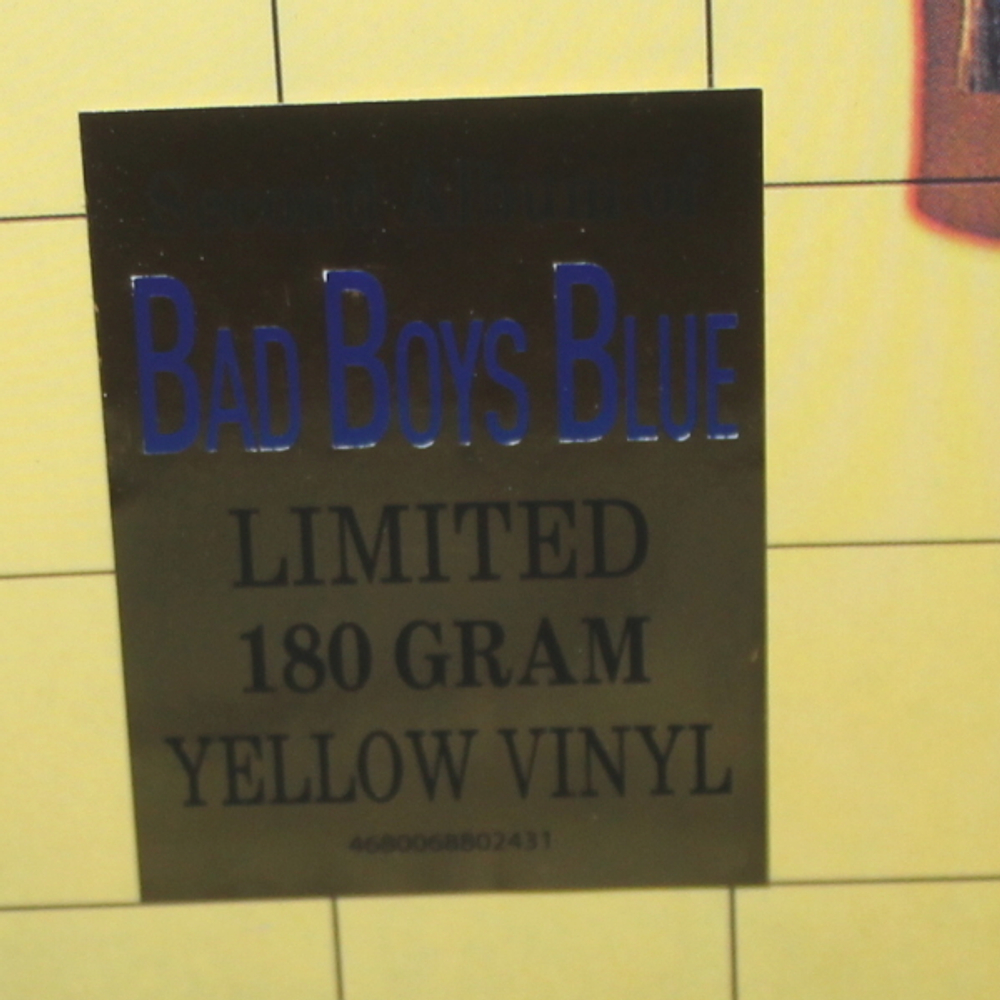 BAD BOYS BLUE
LIMITED
180 GRAM
YELLOW VINYL
4680068802431